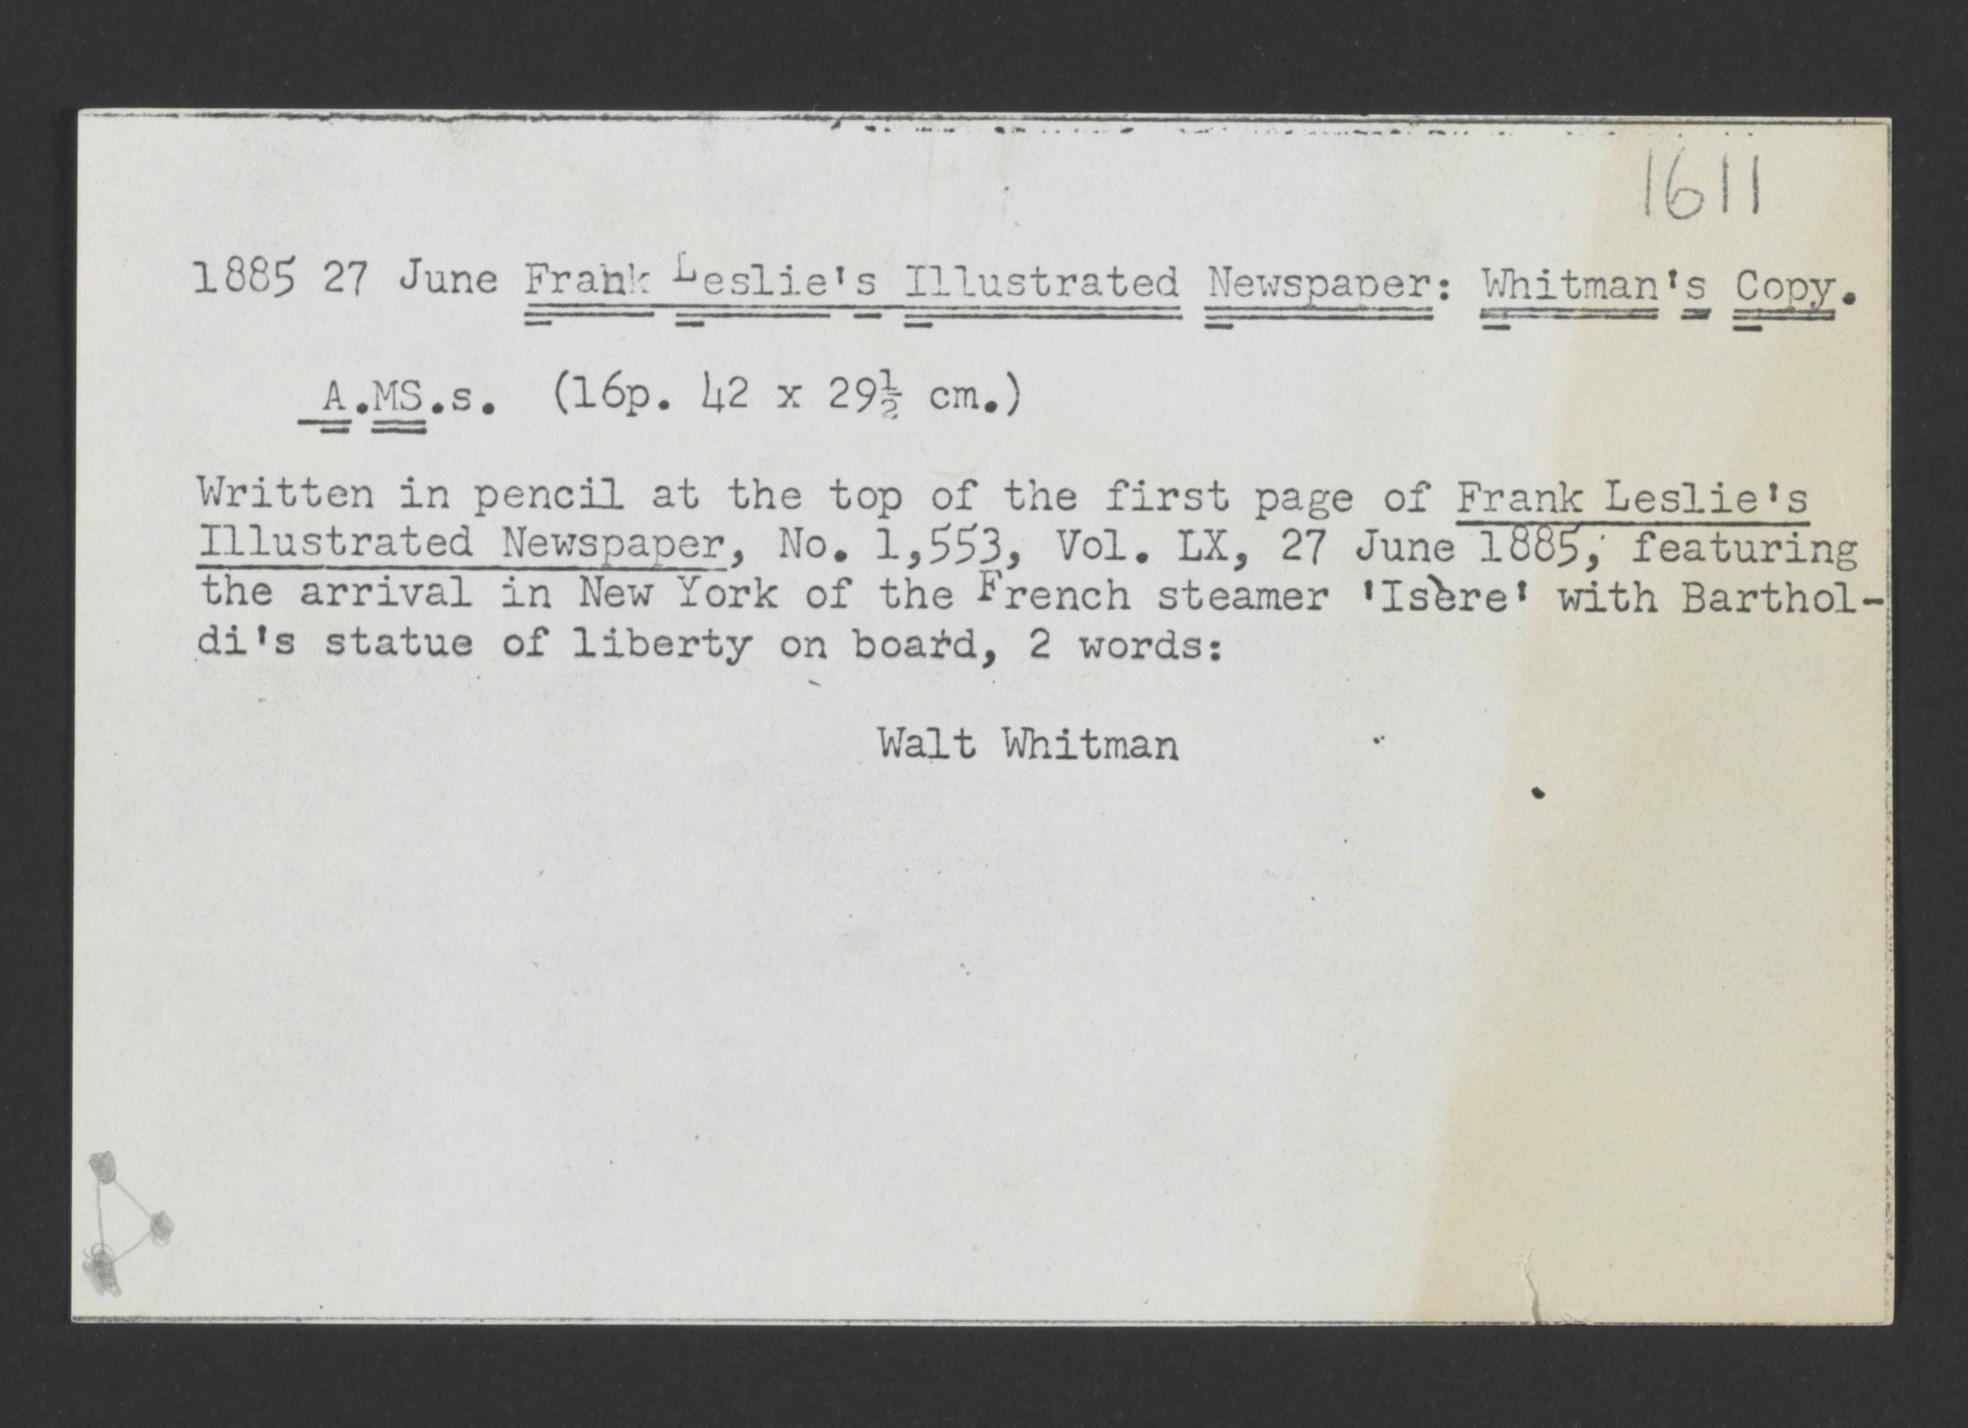 1611
1885 27 June Frank Leslie's Illustrated Newspaper: Whitman's Copy.
A.MS.s. (16p. 42 x 29½ cm.)
Written in pencil at the top of the first page of Frank Leslie's
Illustrated Newspaper, No. 1,553, Vol. LX, 27 June 1885, featuring
the arrival in New York of the French steamer 'Isère' with Barthol-
di's statue of liberty on board, 2 words:
Walt Whitman